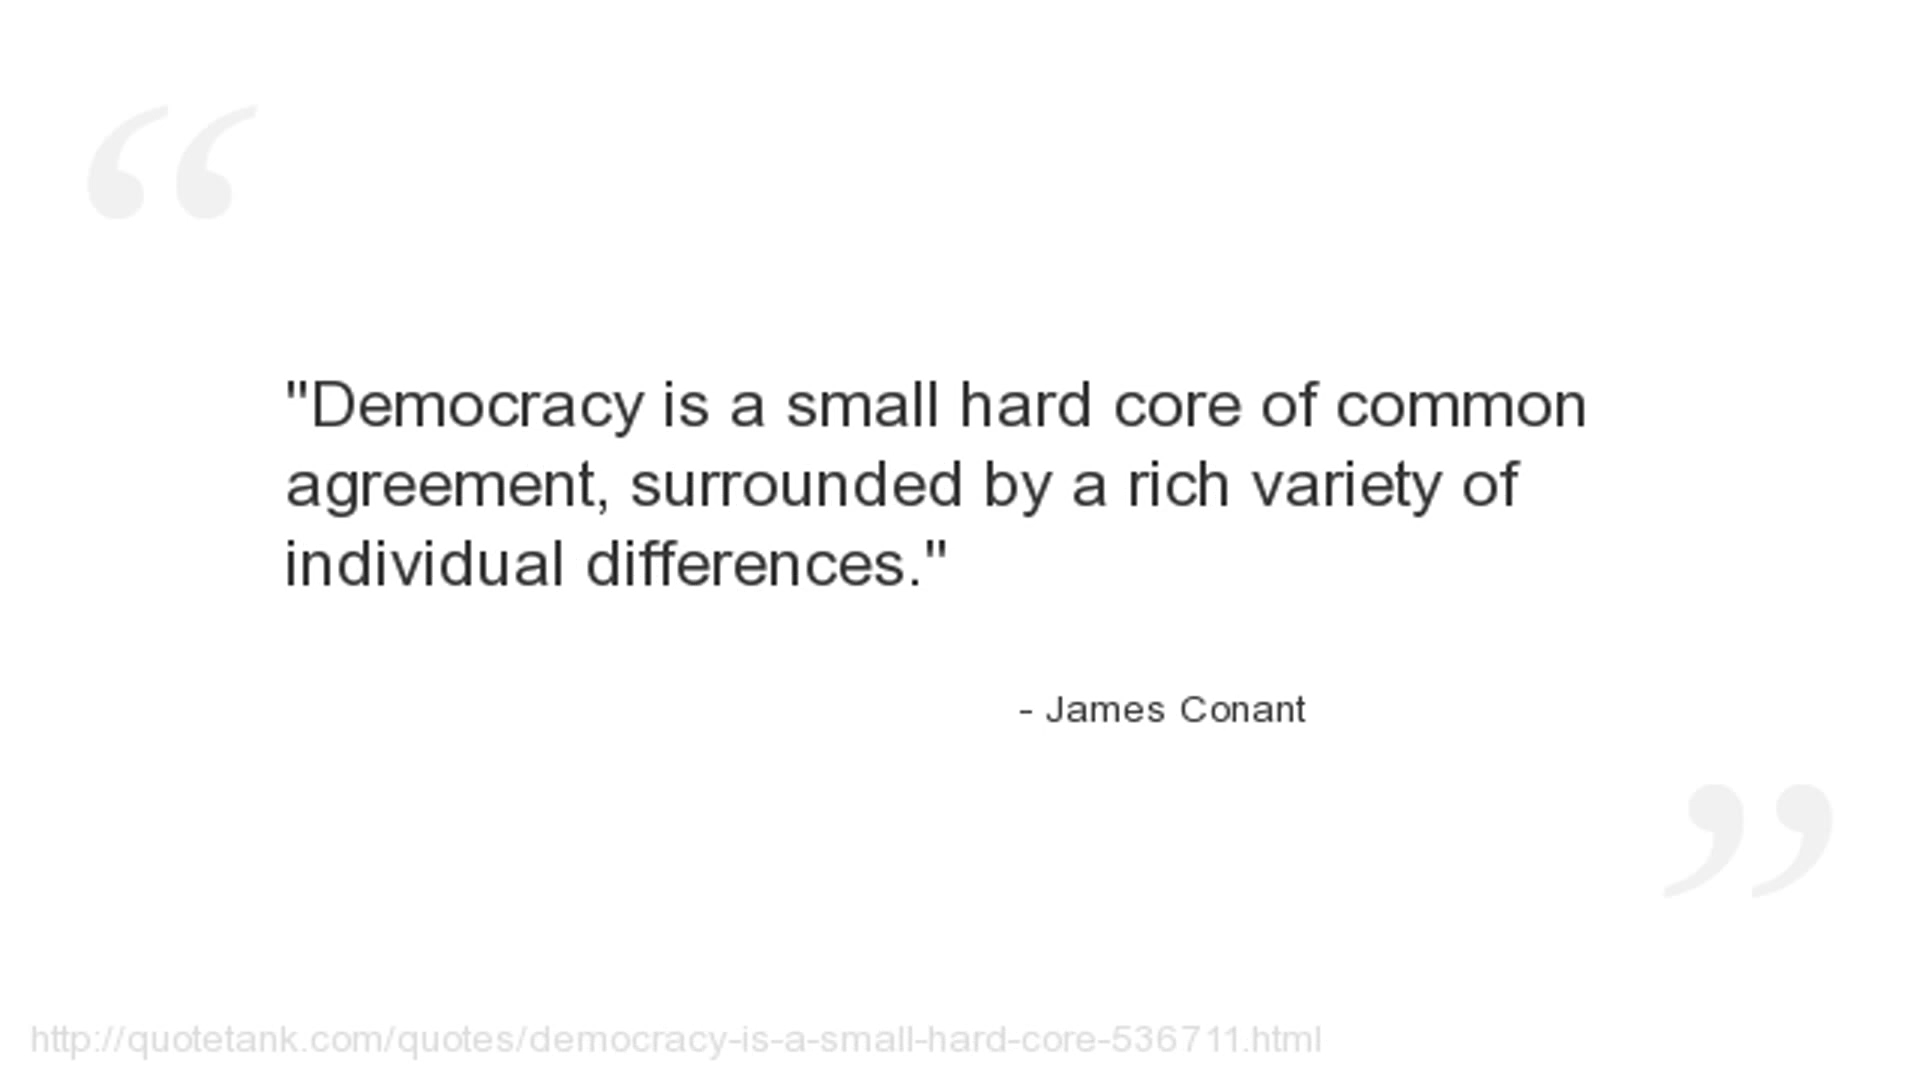 "Democracy is a small hard core of common
agreement, surrounded by a rich variety of
individual differences."
- James Conant
http://quotetank.com/quotes/democracy-is-a-small-hard-core-536711.html